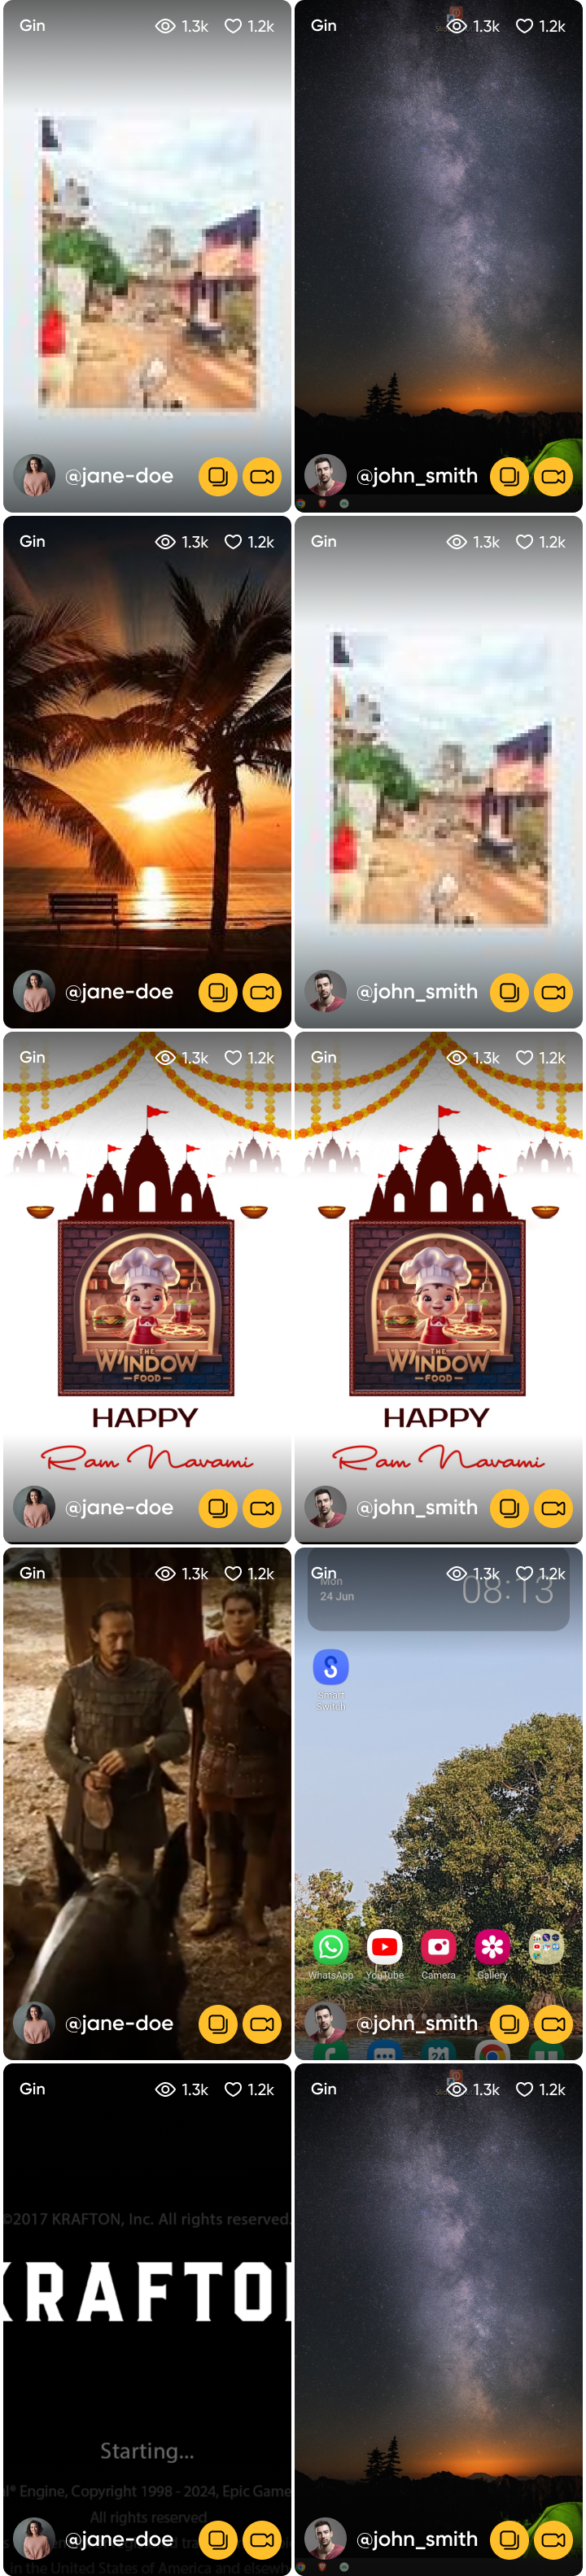 Gin 1.3k 1.2k
@jane-doe
Gin 1.3k 1.2k
@john_smith
Gin 1.3k 1.2k
@jane-doe
Gin 1.3k 1.2k
@john_smith
Gin 1.3k 1.2k
THE
WINDOW
FOOD
HAPPY
Ram Navami
@jane-doe
Gin 1.3k 1.2k
THE
WINDOW
FOOD
HAPPY
Ram Navami
@john_smith
Gin 1.3k 1.2k
@jane-doe
Gin 1.3k 1.2k
Mon
24 Jun
08:13
Smart
Switch
WhatsApp YouTube Camera Gallery
@john_smith
24
Gin 1.3k 1.2k
©2017 KRAFTON, Inc. All rights reserved.
KRAFTON
Starting...
Engine, Copyright 1998 - 2024, Epic Game
All rights reserved
@jane-doe
in the United States of America and elsewh
Gin 1.3k 1.2k
@john_smith